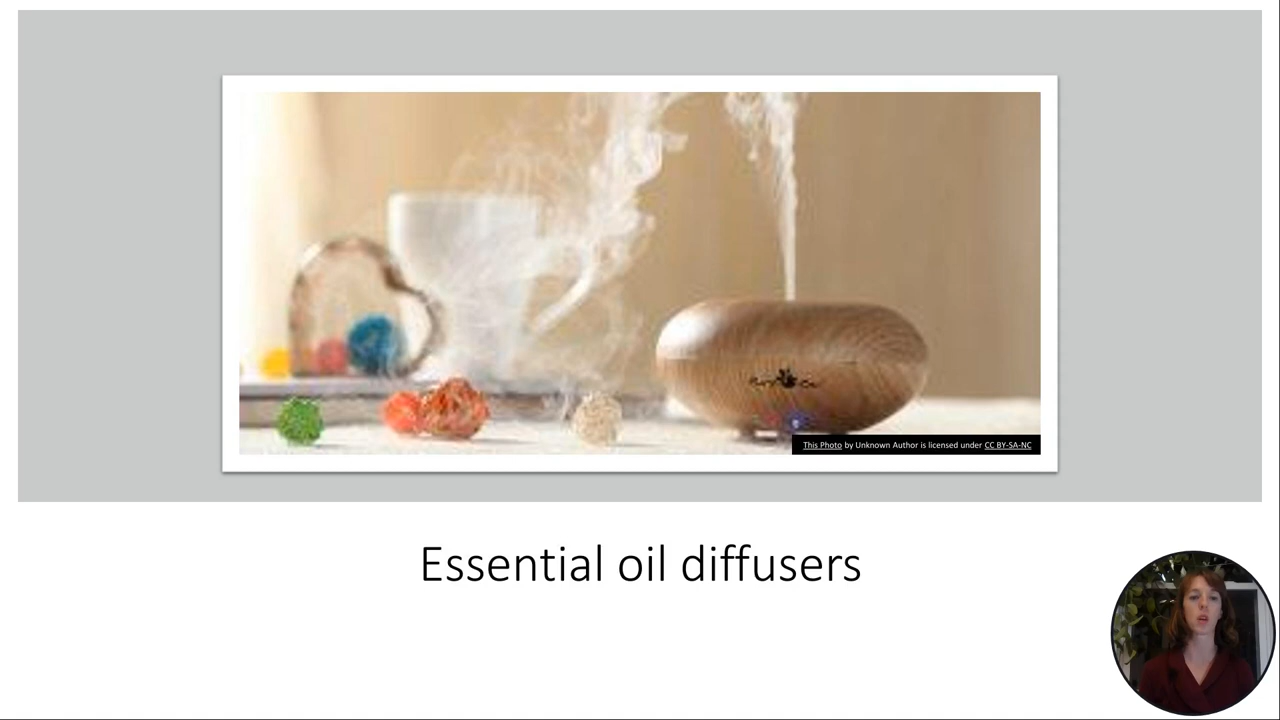 This Photo by Unknown Author is licensed under CC BY-SA-NC
Essential oil diffusers